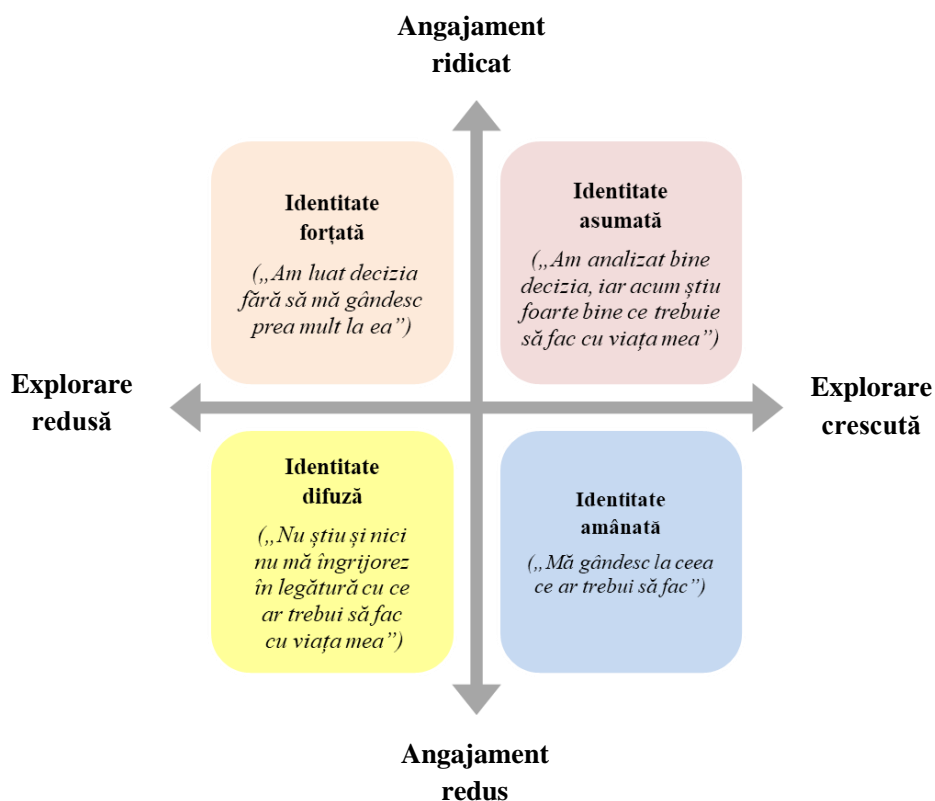 Angajament
ridicat
Identitate
forțată
(„Am luat decizia
fără să mă gândesc
prea mult la ea”)
Identitate
asumată
(„Am analizat bine
decizia, iar acum știu
foarte bine ce trebuie
să fac cu viața mea”)
Explorare
redusă
Explorare
crescută
Identitate
difuză
(„Nu știu și nici
nu mă îngrijorez
în legătură cu ce
ar trebui să fac
cu viața mea”)
Identitate
amânată
(„Mă gândesc la ceea
ce ar trebui să fac”)
Angajament
redus